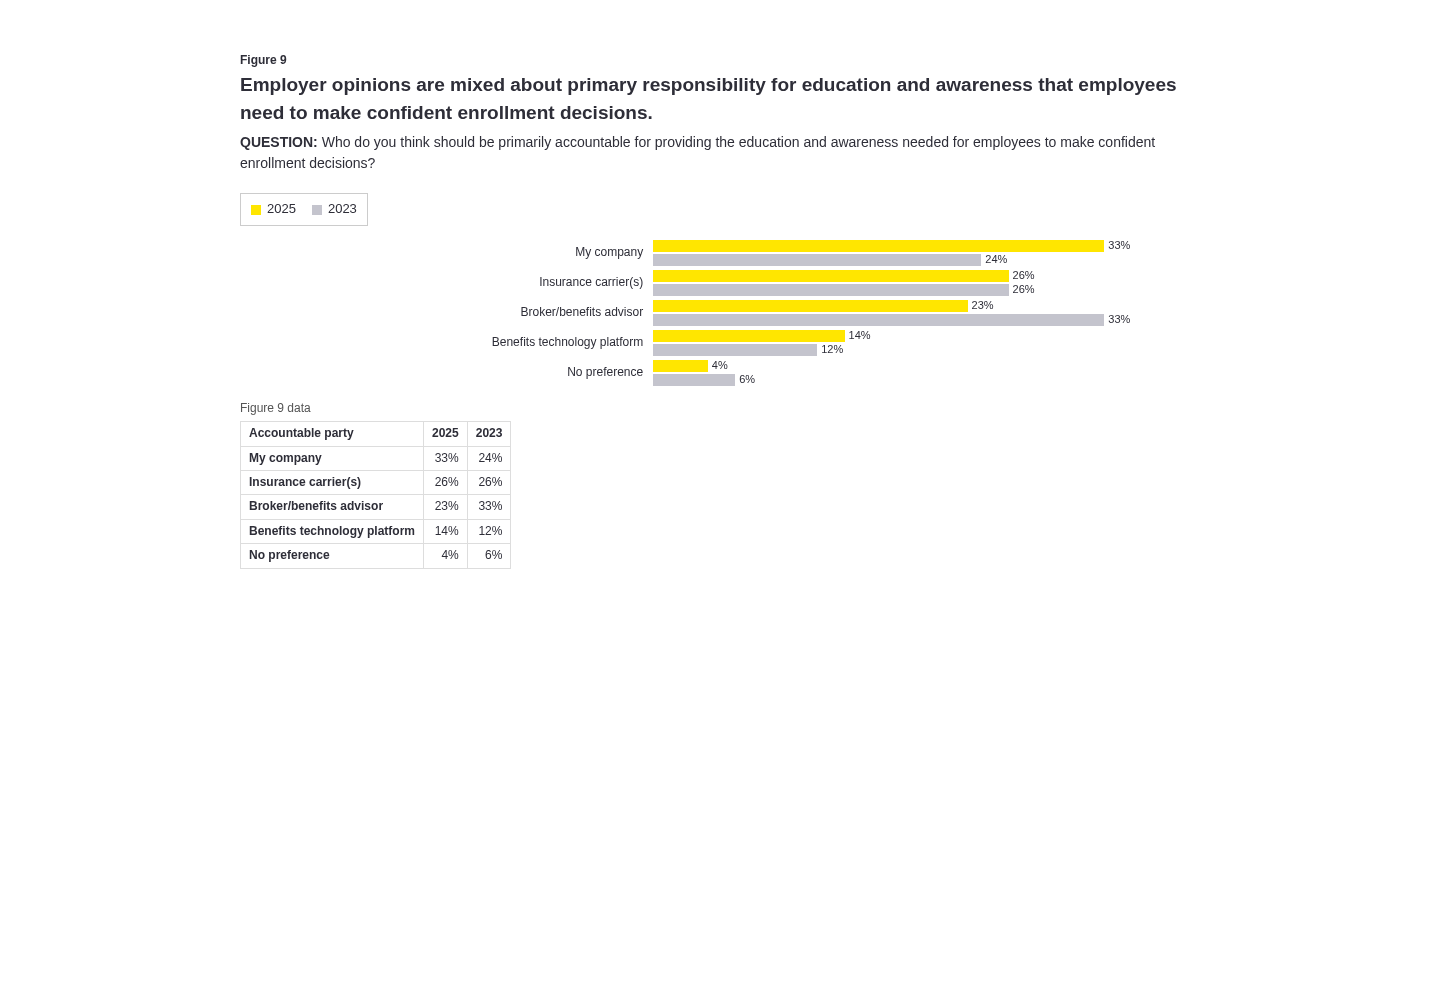 Figure 9
Employer opinions are mixed about primary responsibility for education and awareness that employees
need to make confident enrollment decisions.
QUESTION: Who do you think should be primarily accountable for providing the education and awareness needed for employees to make confident
enrollment decisions?
2025 2023
My company 33%
24%
Insurance carrier(s) 26%
26%
Broker/benefits advisor 23%
33%
Benefits technology platform 14%
12%
No preference 4%
6%
Figure 9 data
Accountable party 2025 2023
My company 33% 24%
Insurance carrier(s) 26% 26%
Broker/benefits advisor 23% 33%
Benefits technology platform 14% 12%
No preference 4% 6%